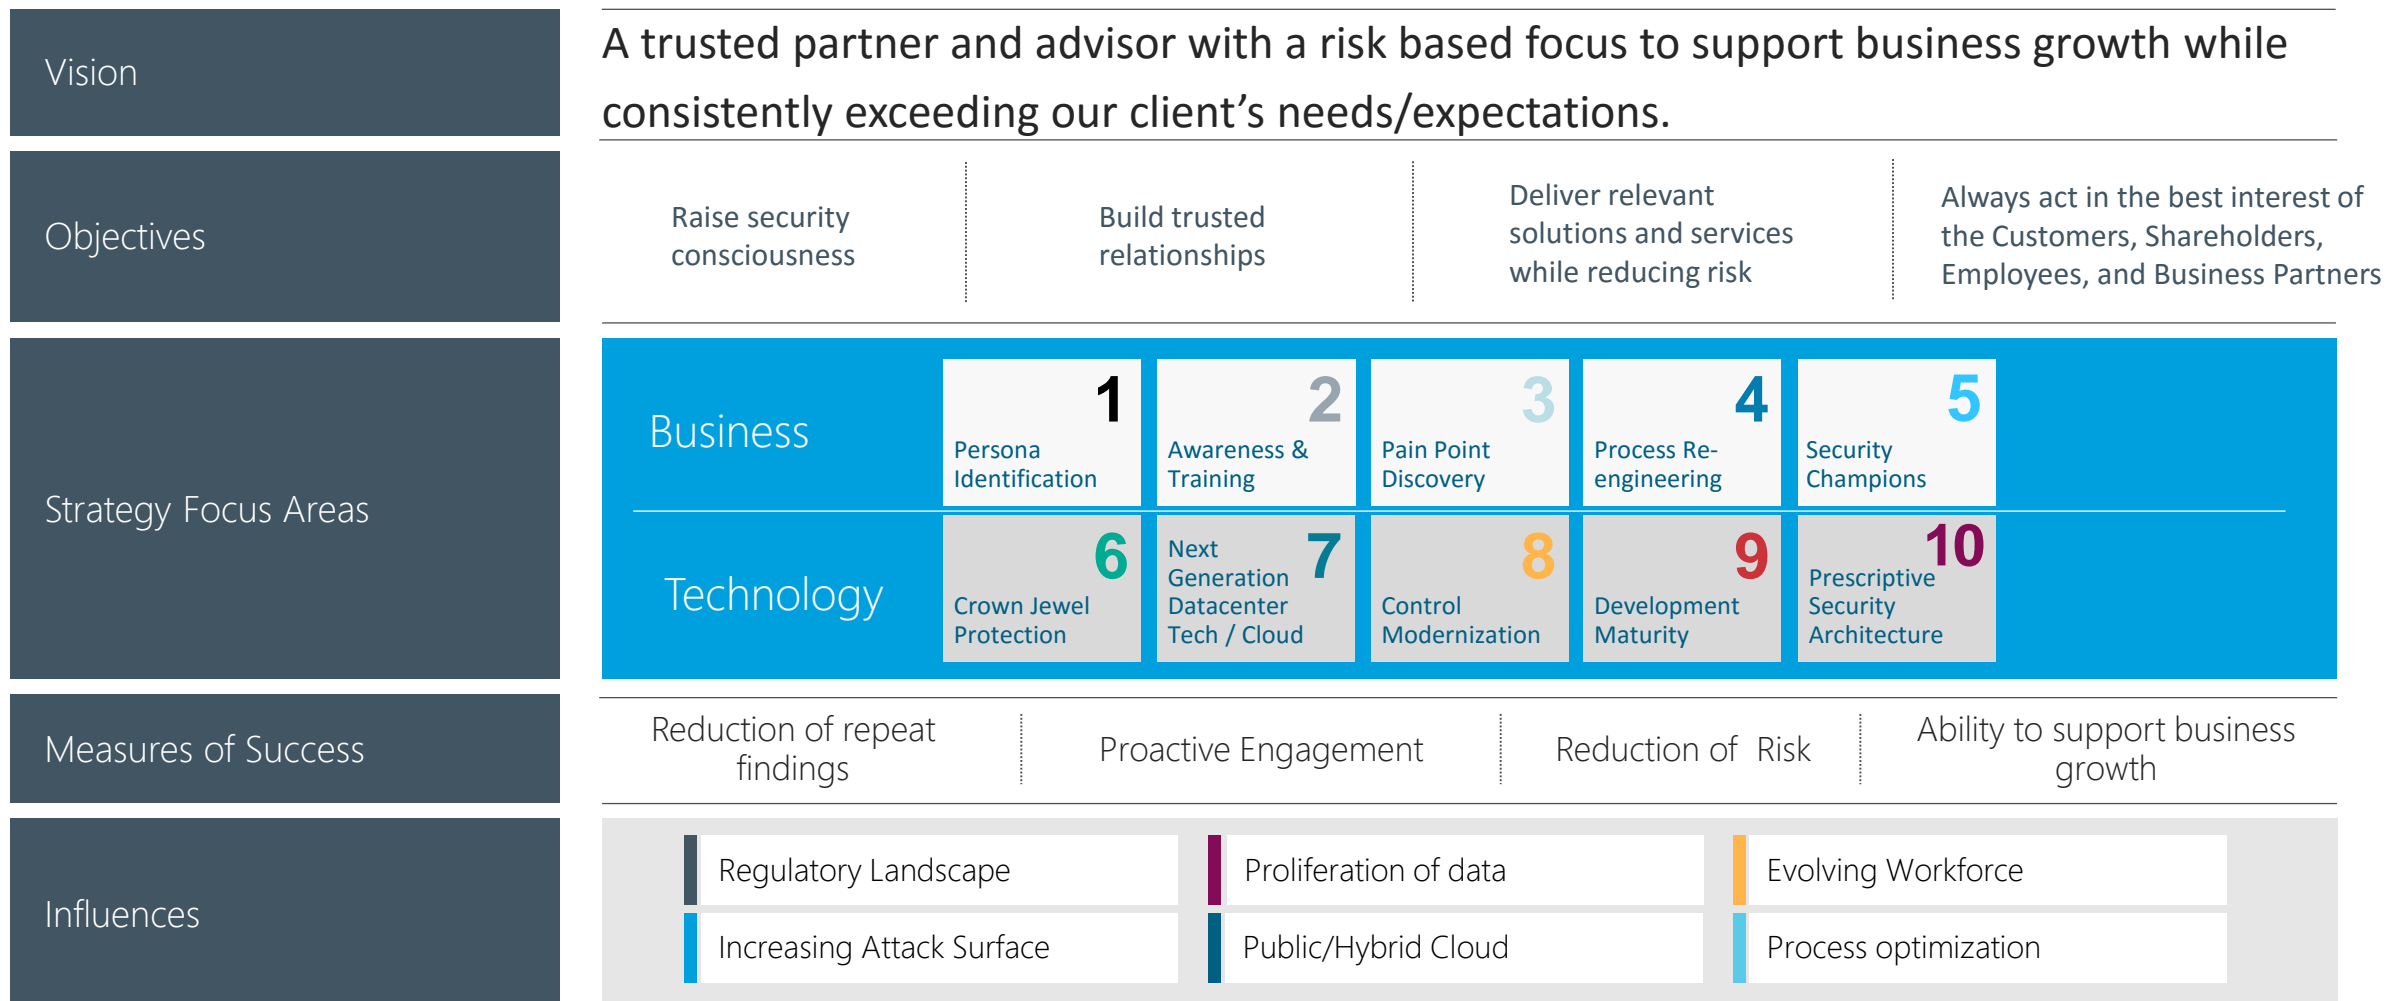 Vision
A trusted partner and advisor with a risk based focus to support business growth while
consistently exceeding our client’s needs/expectations.
Objectives
Raise security
consciousness
Build trusted
relationships
Deliver relevant
solutions and services
while reducing risk
Always act in the best interest of
the Customers, Shareholders,
Employees, and Business Partners
Strategy Focus Areas
Business
1
Persona
Identification
2
Awareness &
Training
3
Pain Point
Discovery
4
Process Re-
engineering
5
Security
Champions
Technology
6
Crown Jewel
Protection
7
Next
Generation
Datacenter
Tech / Cloud
8
Control
Modernization
9
Development
Maturity
10
Prescriptive
Security
Architecture
Measures of Success
Reduction of repeat
findings
Proactive Engagement
Reduction of Risk
Ability to support business
growth
Influences
Regulatory Landscape
Proliferation of data
Evolving Workforce
Increasing Attack Surface
Public/Hybrid Cloud
Process optimization